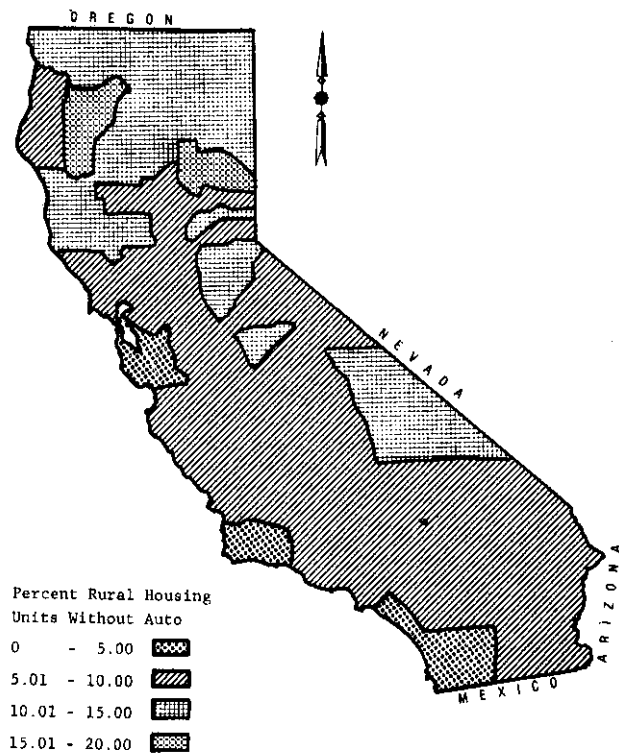 OREGON
NEVADA
ARIZONA
MEXICO
Percent Rural Housing
Units Without Auto
0 - 5.00
5.01 - 10.00
10.01 - 15.00
15.01 - 20.00